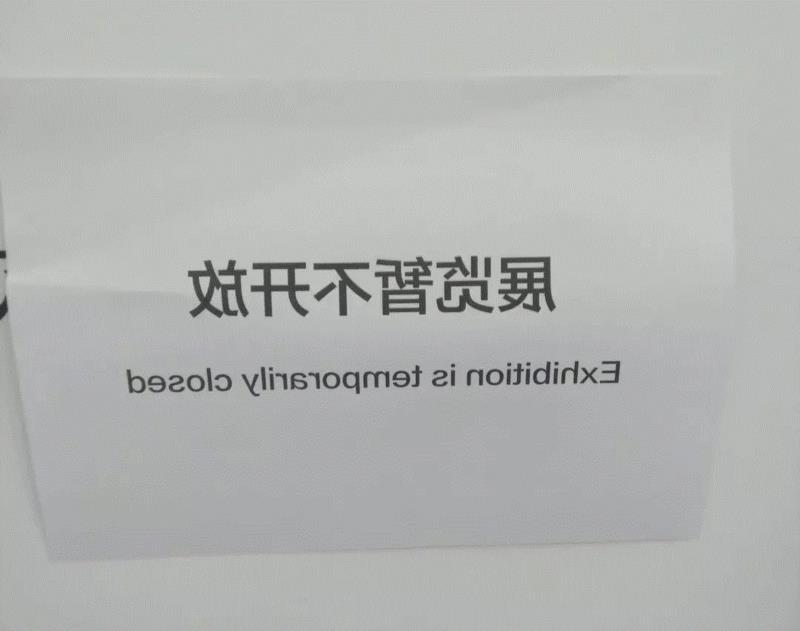 展览暂不开放
Exhibition is temporarily closed